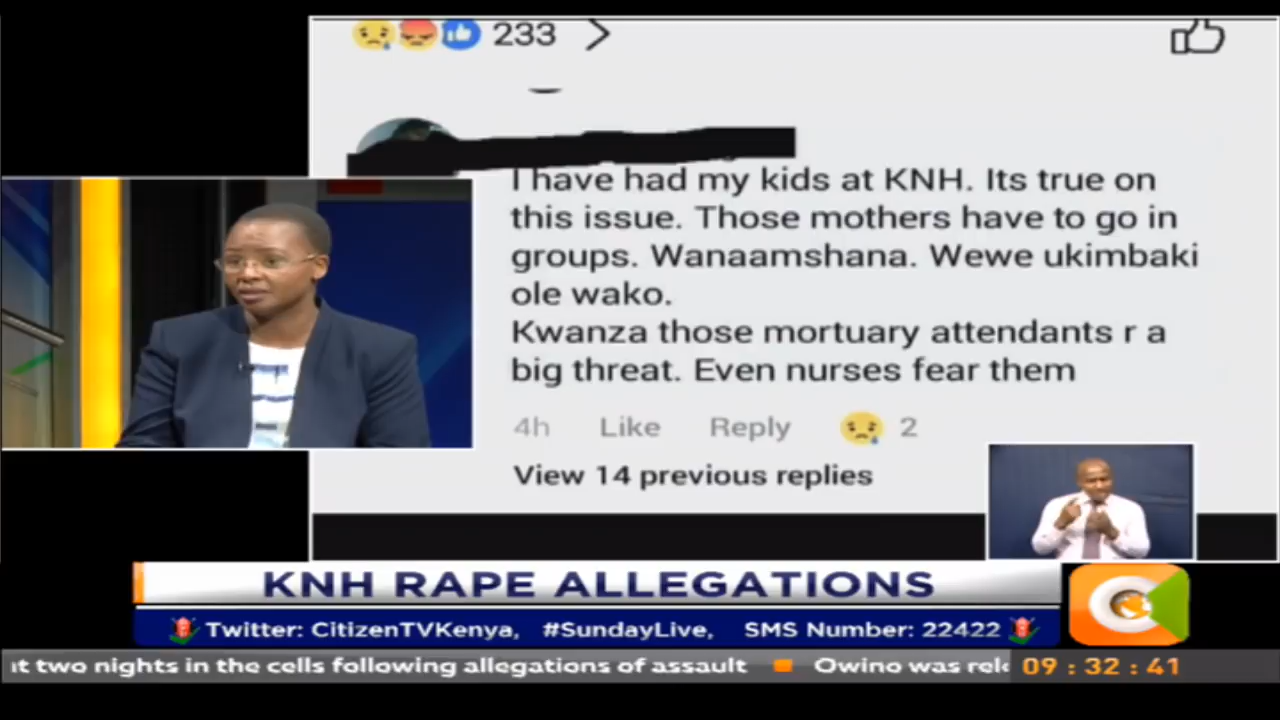 233
I have had my kids at KNH. Its true on
this issue. Those mothers have to go in
groups. Wanaamshana. Wewe ukimbaki
ole wako.
Kwanza those mortuary attendants r a
big threat. Even nurses fear them
4h Like Reply 2
View 14 previous replies
KNH RAPE ALLEGATIONS
Twitter: CitizenTVKenya, #SundayLive, SMS Number: 22422
two nights in the cells following allegations of assault Owino was 09:32:41